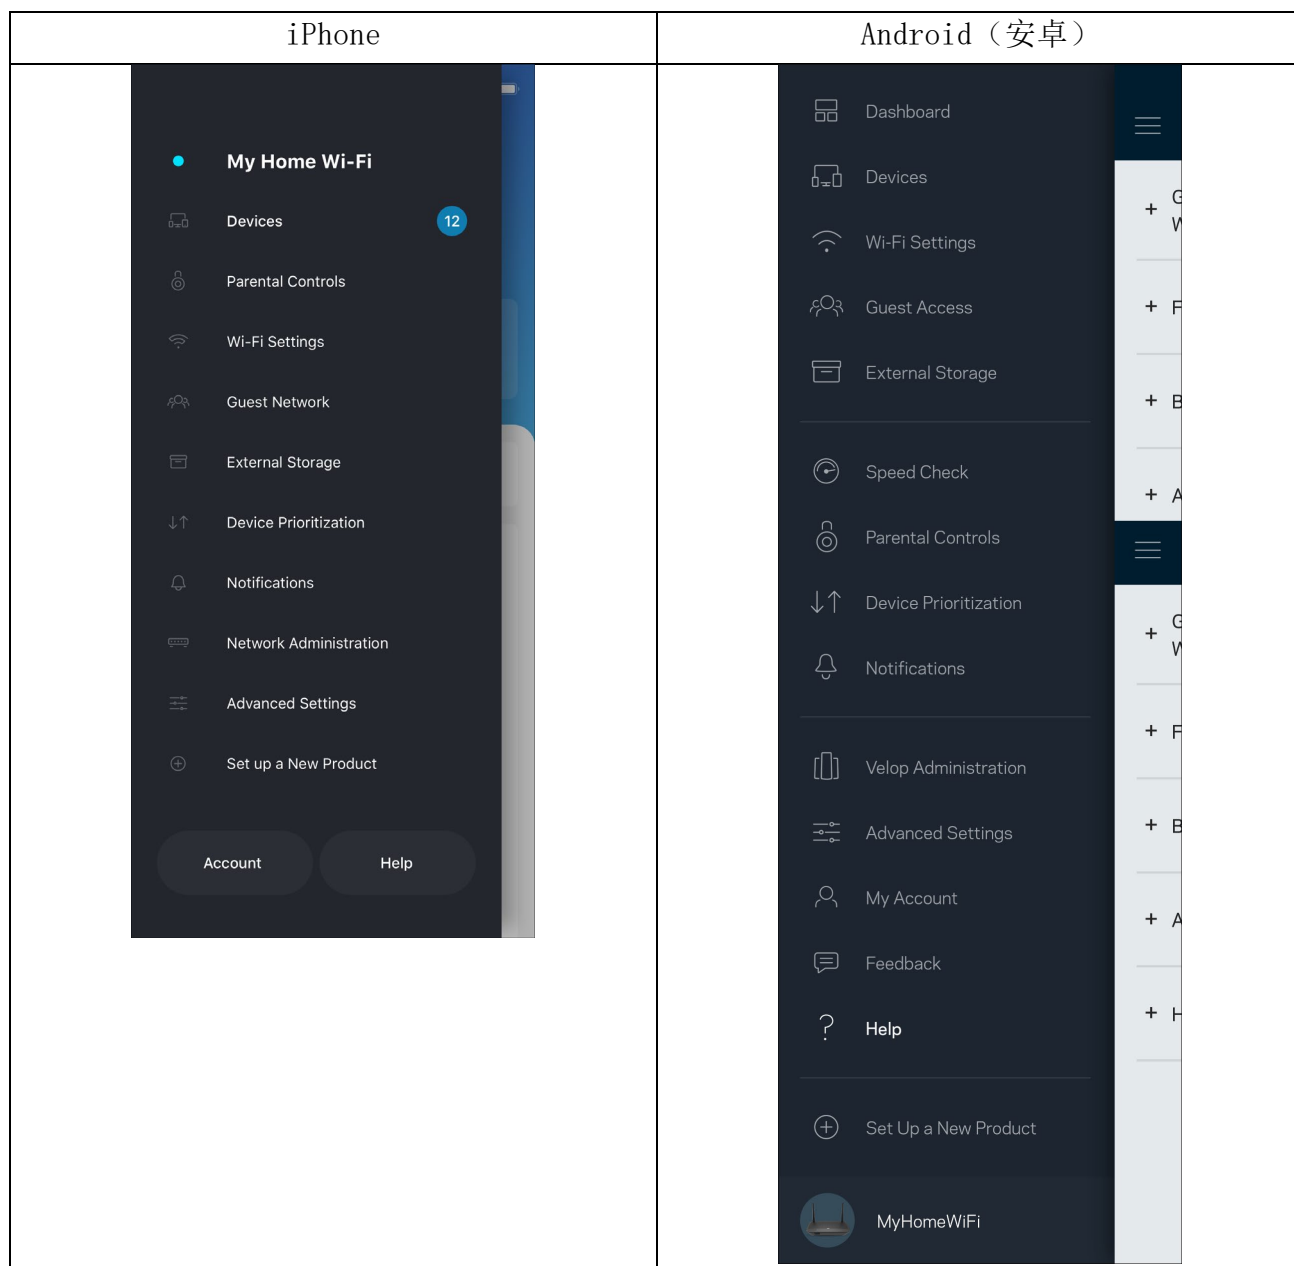 iPhone
Android（安卓）
My Home Wi-Fi
Devices
12
Parental Controls
Wi-Fi Settings
Guest Network
External Storage
Device Prioritization
Notifications
Network Administration
Advanced Settings
Set up a New Product
Account
Help
Dashboard
Devices
Wi-Fi Settings
Guest Access
External Storage
Speed Check
Parental Controls
Device Prioritization
Notifications
Velop Administration
Advanced Settings
My Account
Feedback
Help
Set Up a New Product
MyHomeWiFi